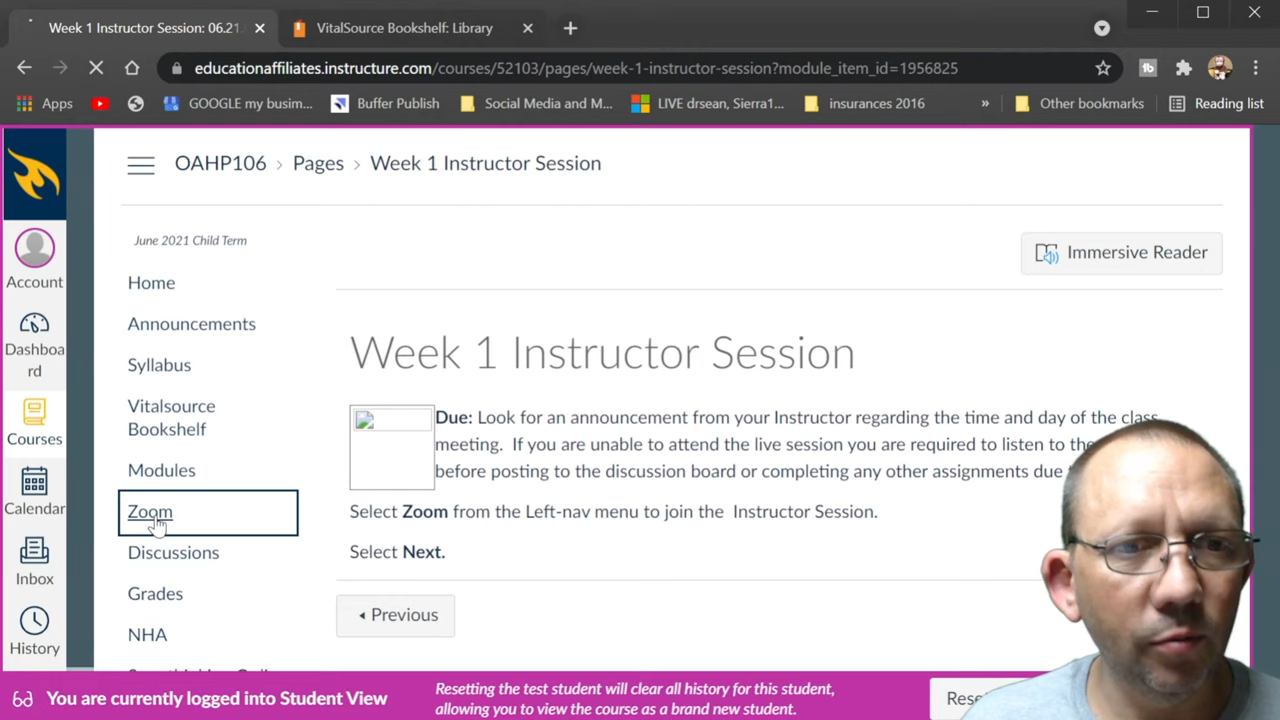 Week 1 Instructor Session: 06.21
VitalSource Bookshelf: Library
educationaffiliates.instructure.com/courses/52103/pages/week-1-instructor-session?module_item_id=1956825
Apps
GOOGLE my busim...
Buffer Publish
Social Media and M...
LIVE drsean, Sierra1...
insurances 2016
»
Other bookmarks
Reading list
OAHP106 > Pages > Week 1 Instructor Session
June 2021 Child Term
Immersive Reader
Account
Dashboa
rd
Courses
Calendar
Inbox
History
Home
Announcements
Syllabus
Vitalsource
Bookshelf
Modules
Zoom
Discussions
Grades
NHA
Week 1 Instructor Session
Due: Look for an announcement from your Instructor regarding the time and day of the class
meeting. If you are unable to attend the live session you are required to listen to the
before posting to the discussion board or completing any other assignments due
Select Zoom from the Left-nav menu to join the Instructor Session.
Select Next.
Previous
You are currently logged into Student View
Resetting the test student will clear all history for this student,
allowing you to view the course as a brand new student.